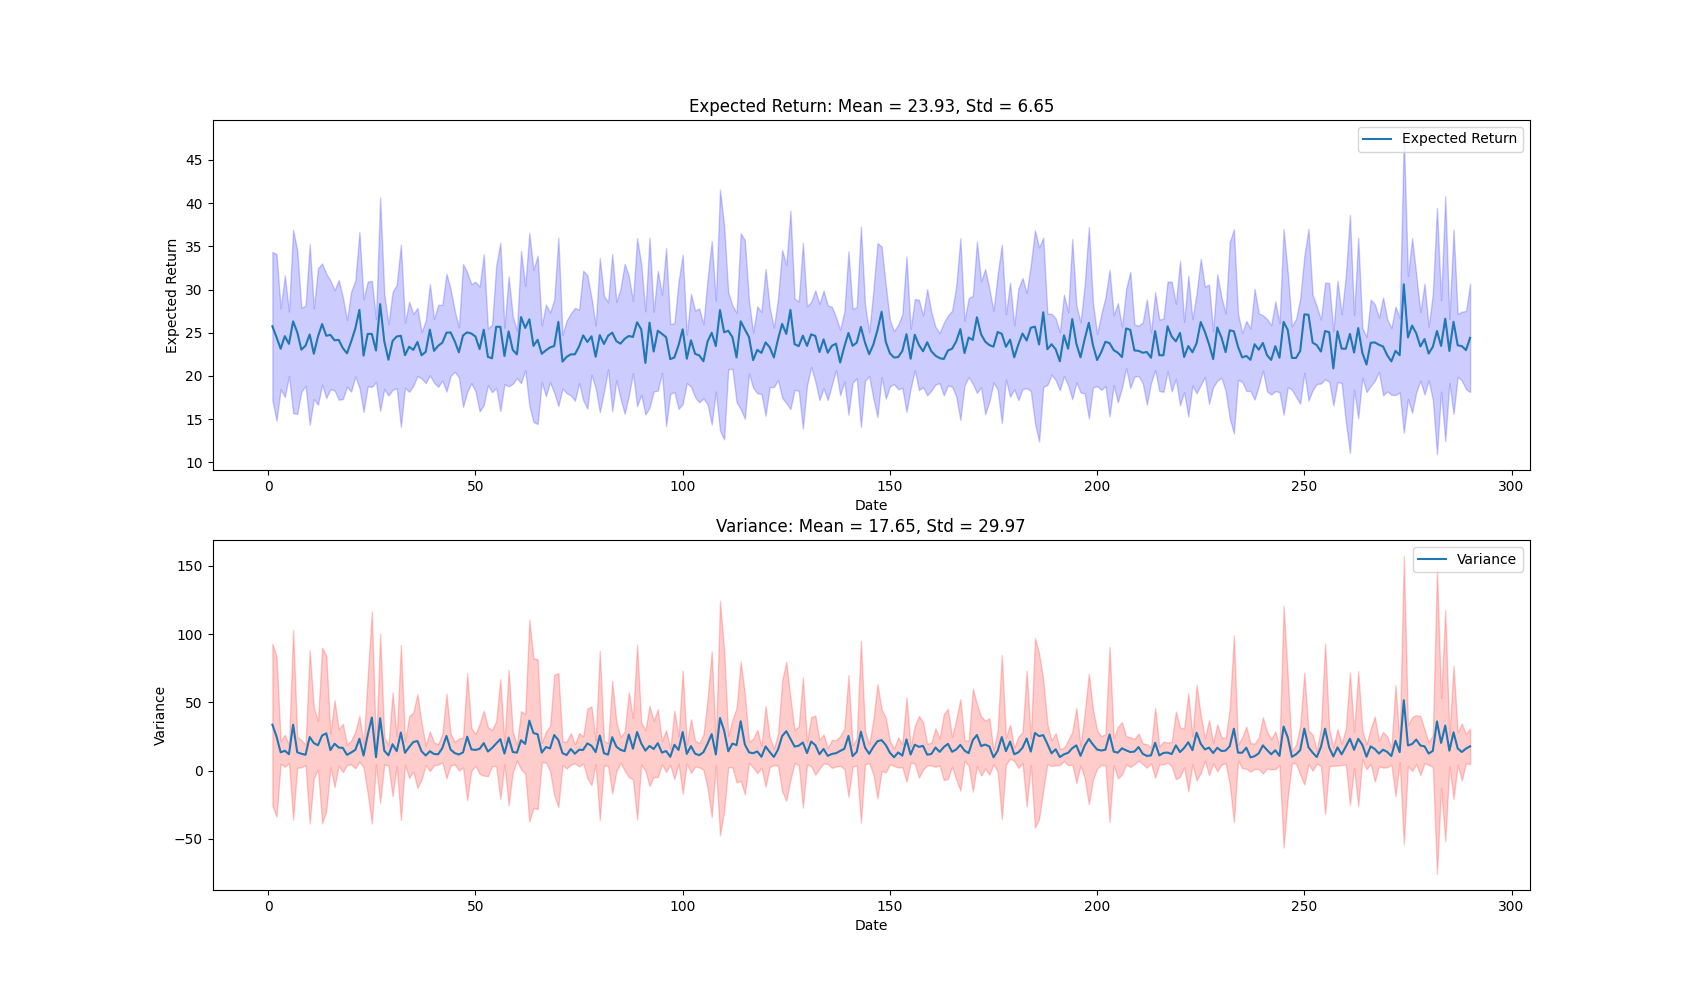 Expected Return: Mean = 23.93, Std = 6.65
Expected Return
45
40
35
30
25
20
15
10
Expected Return
0 50 100 150 200 250 300
Date
Variance: Mean = 17.65, Std = 29.97
Variance
150
100
50
0
−50
Variance
0 50 100 150 200 250 300
Date